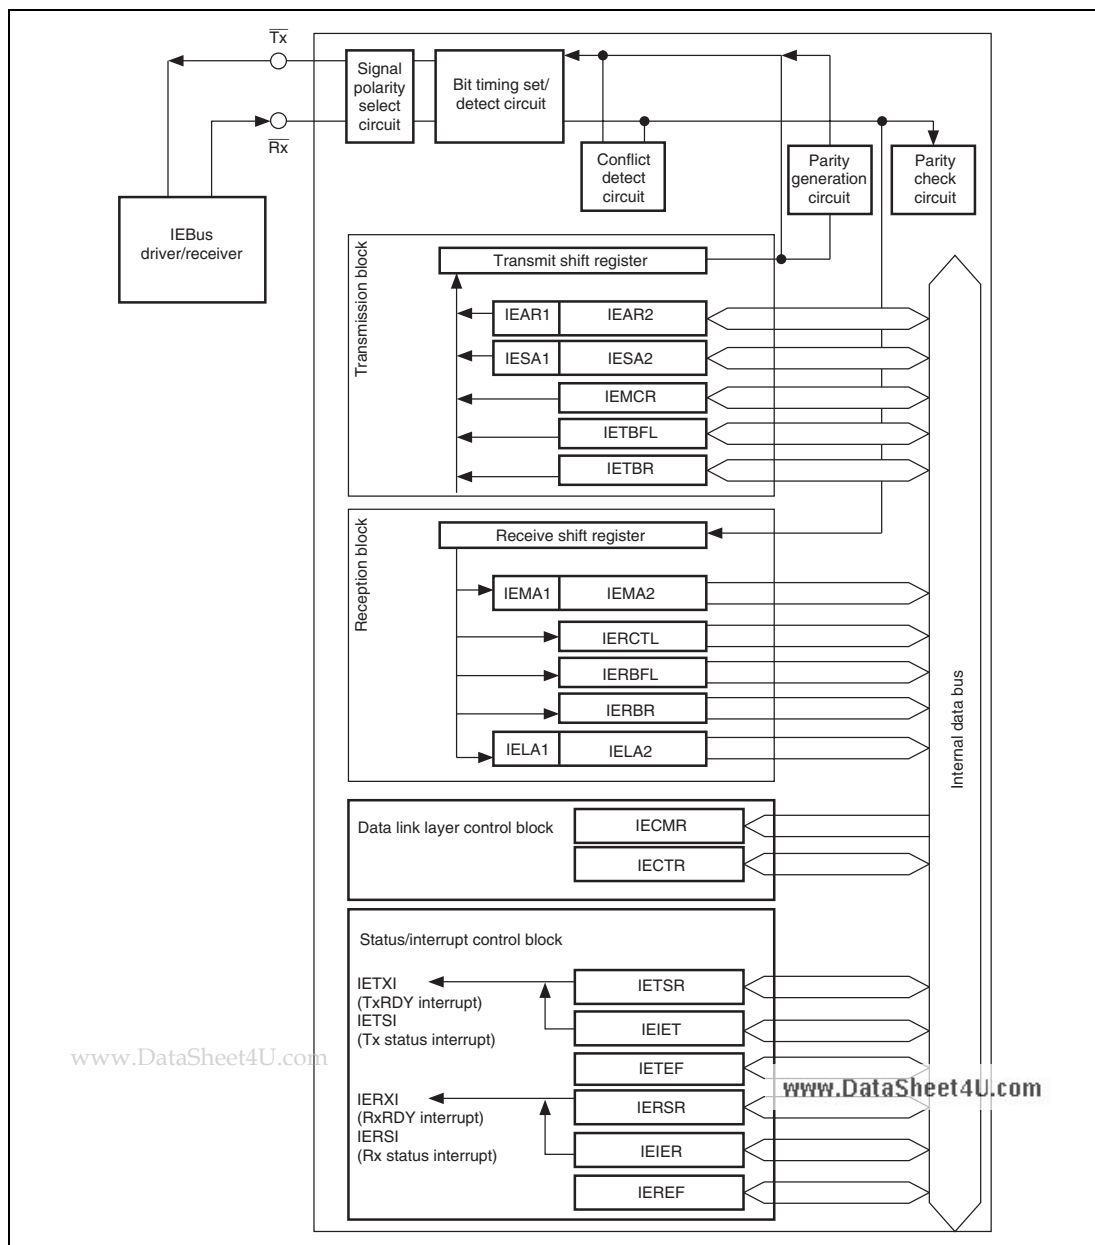 Tx
Rx
Signal
polarity
select
circuit
Bit timing set/
detect circuit
Conflict
detect
circuit
Parity
generation
circuit
Parity
check
circuit
IEBus
driver/receiver
Transmission block
Transmit shift register
IEAR1 IEAR2
IESA1 IESA2
IEMCR
IETBFL
IETBR
Reception block
Receive shift register
IEMA1 IEMA2
IERCTL
IERBFL
IERBR
IELA1 IELA2
Internal data bus
Data link layer control block
IECMR
IECTR
Status/interrupt control block
IETXI
(TxRDY interrupt)
IETSI
(Tx status interrupt)
IETSR
IEIET
IETEF
www.DataSheet4U.com
www.DataSheet4U.com
IERXI
(RxRDY interrupt)
IERSI
(Rx status interrupt)
IERSR
IEIER
IEREF